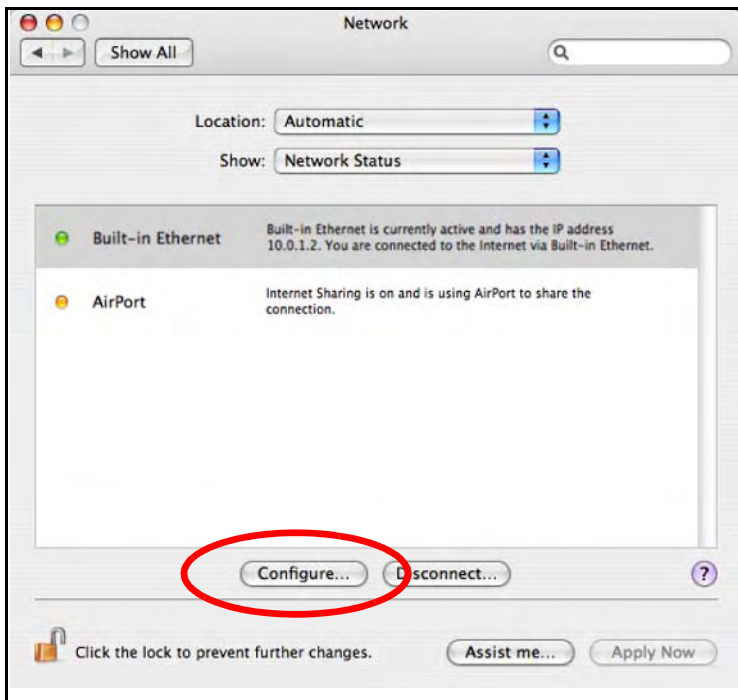 Network
Show All
Location: Automatic
Show: Network Status
Built-in Ethernet
Built-in Ethernet is currently active and has the IP address
10.0.1.2. You are connected to the Internet via Built-in Ethernet.
AirPort
Internet Sharing is on and is using AirPort to share the
connection.
Configure... Disconnect... ?
Click the lock to prevent further changes. Assist me... Apply Now